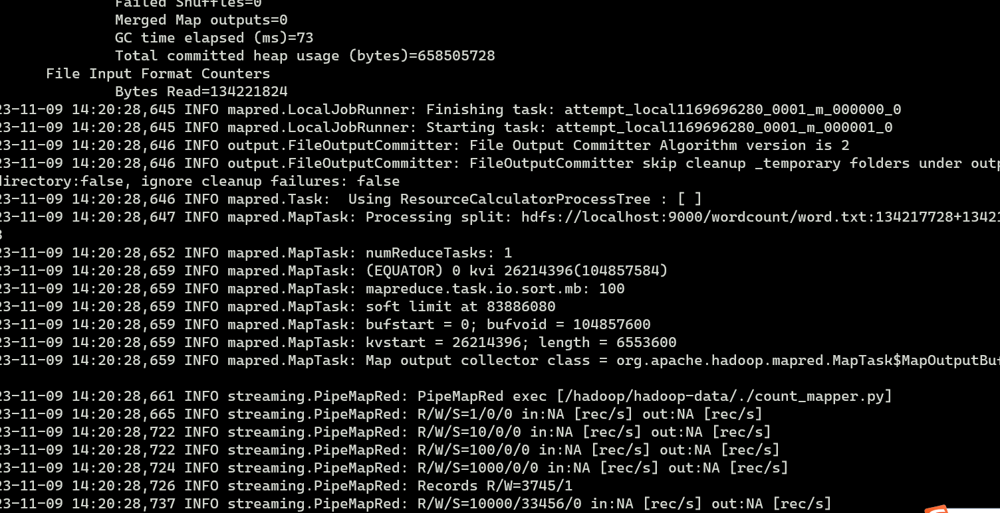 Failed Shuffles=0
Merged Map outputs=0
GC time elapsed (ms)=73
Total committed heap usage (bytes)=658505728
File Input Format Counters
Bytes Read=134221824
23-11-09 14:20:28,645 INFO mapred.LocalJobRunner: Finishing task: attempt_local1169696280_0001_m_000000_0
23-11-09 14:20:28,645 INFO mapred.LocalJobRunner: Starting task: attempt_local1169696280_0001_m_000001_0
23-11-09 14:20:28,646 INFO output.FileOutputCommitter: File Output Committer Algorithm version is 2
23-11-09 14:20:28,646 INFO output.FileOutputCommitter: FileOutputCommitter skip cleanup _temporary folders under outp
directory:false, ignore cleanup failures: false
23-11-09 14:20:28,646 INFO mapred.Task:  Using ResourceCalculatorProcessTree : [ ]
23-11-09 14:20:28,647 INFO mapred.MapTask: Processing split: hdfs://localhost:9000/wordcount/word.txt:134217728+13421
8
23-11-09 14:20:28,652 INFO mapred.MapTask: numReduceTasks: 1
23-11-09 14:20:28,659 INFO mapred.MapTask: (EQUATOR) 0 kvi 26214396(104857584)
23-11-09 14:20:28,659 INFO mapred.MapTask: mapreduce.task.io.sort.mb: 100
23-11-09 14:20:28,659 INFO mapred.MapTask: soft limit at 83886080
23-11-09 14:20:28,659 INFO mapred.MapTask: bufstart = 0; bufvoid = 104857600
23-11-09 14:20:28,659 INFO mapred.MapTask: kvstart = 26214396; length = 6553600
23-11-09 14:20:28,659 INFO mapred.MapTask: Map output collector class = org.apache.hadoop.mapred.MapTask$MapOutputBuf
23-11-09 14:20:28,661 INFO streaming.PipeMapRed: PipeMapRed exec [/hadoop/hadoop-data/./count_mapper.py]
23-11-09 14:20:28,665 INFO streaming.PipeMapRed: R/W/S=1/0/0 in:NA [rec/s] out:NA [rec/s]
23-11-09 14:20:28,722 INFO streaming.PipeMapRed: R/W/S=10/0/0 in:NA [rec/s] out:NA [rec/s]
23-11-09 14:20:28,722 INFO streaming.PipeMapRed: R/W/S=100/0/0 in:NA [rec/s] out:NA [rec/s]
23-11-09 14:20:28,724 INFO streaming.PipeMapRed: R/W/S=1000/0/0 in:NA [rec/s] out:NA [rec/s]
23-11-09 14:20:28,726 INFO streaming.PipeMapRed: Records R/W=3745/1
23-11-09 14:20:28,737 INFO streaming.PipeMapRed: R/W/S=10000/33456/0 in:NA [rec/s] out:NA [rec/s]